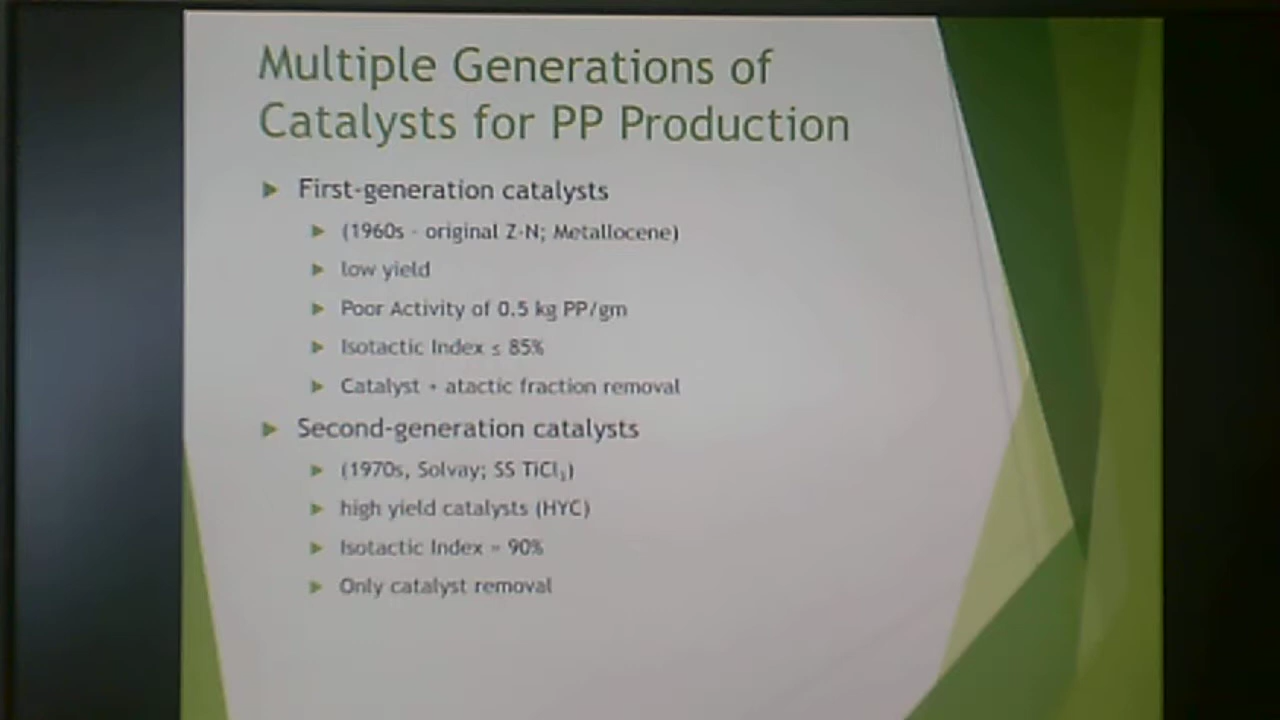 Multiple Generations of
Catalysts for PP Production
First-generation catalysts
(1960s - original Z-N; Metallocene)
low yield
Poor Activity of 0.5 kg PP/gm
Isotactic Index ≤ 85%
Catalyst + atactic fraction removal
Second-generation catalysts
(1970s, Solvay; SS TiCl₃)
high yield catalysts (HYC)
Isotactic Index ~ 90%
Only catalyst removal